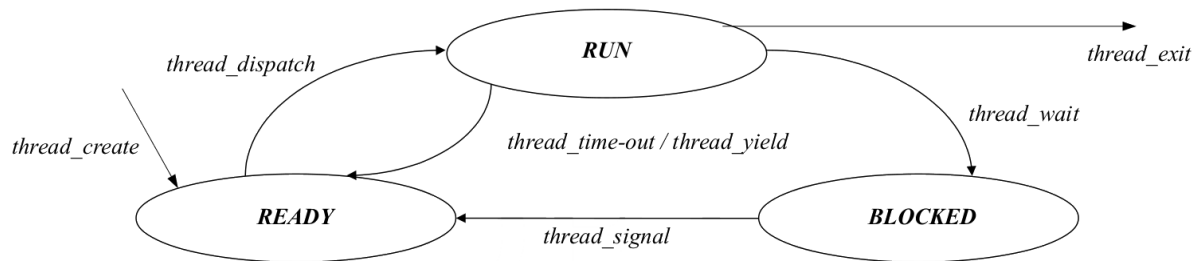 RUN
thread_exit
thread_dispatch
thread_wait
thread_create
thread_time-out / thread_yield
READY
BLOCKED
thread_signal